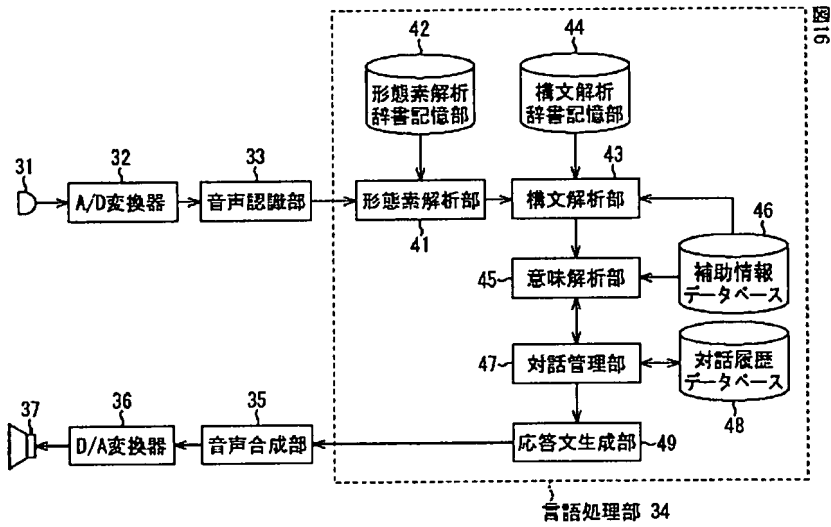 図16
42
形態素解析
辞書記憶部
44
構文解析
辞書記憶部
31
32
A/D変換器
33
音声認識部
形態素解析部
41
43
構文解析部
46
補助情報
データベース
45
意味解析部
47
対話管理部
対話履歴
データベース
48
37
36
D/A変換器
35
音声合成部
応答文生成部
49
言語処理部 34